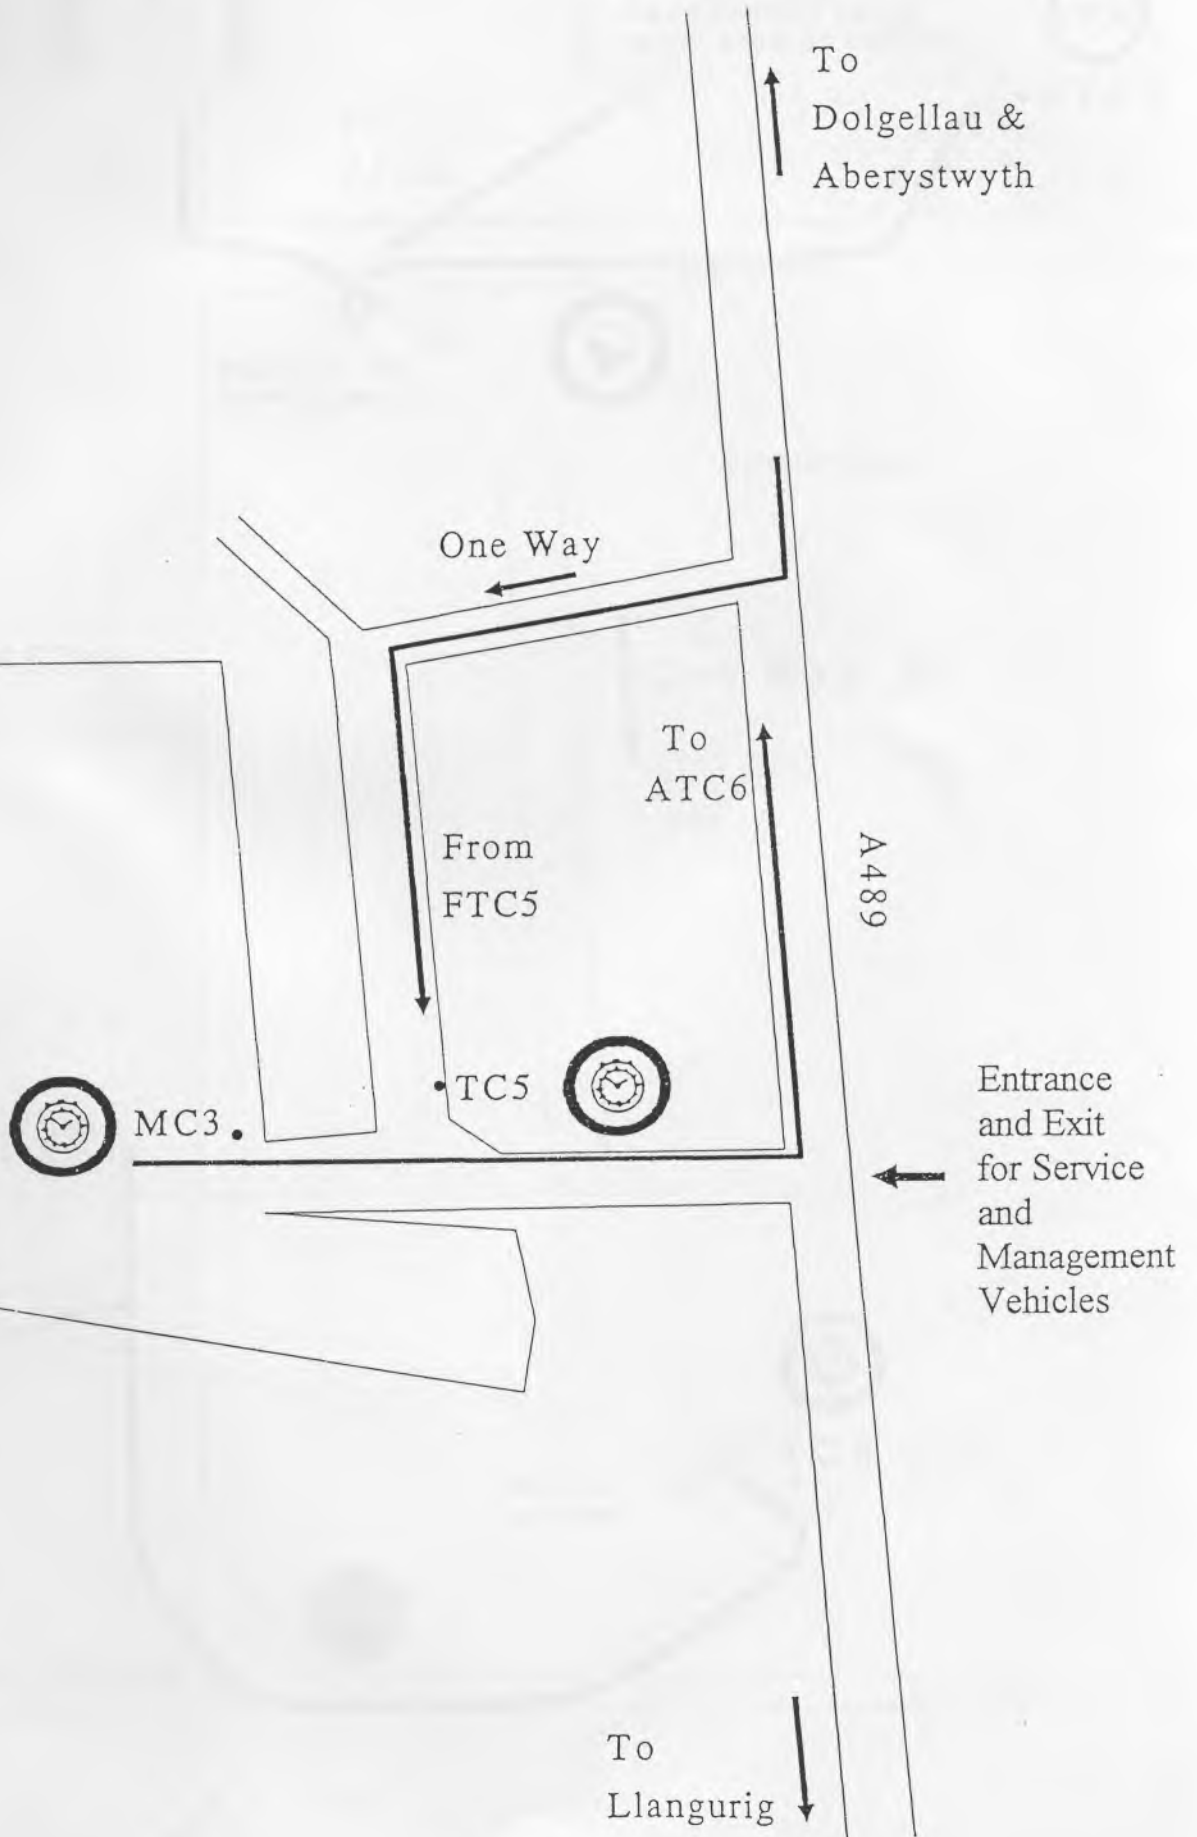 To
Dolgellau &
Aberystwyth
One Way
To
ATC6
From
FTC5
A489
TC5
MC3
Entrance
and Exit
for Service
and
Management
Vehicles
To
Llangurig